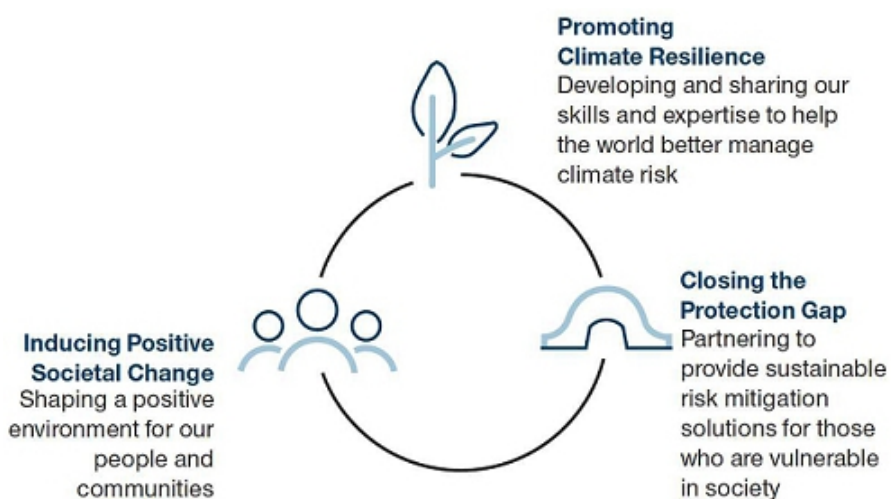 Promoting
Climate Resilience
Developing and sharing our
skills and expertise to help
the world better manage
climate risk
Closing the
Protection Gap
Partnering to
provide sustainable
risk mitigation
solutions for those
who are vulnerable
in society
Inducing Positive
Societal Change
Shaping a positive
environment for our
people and
communities